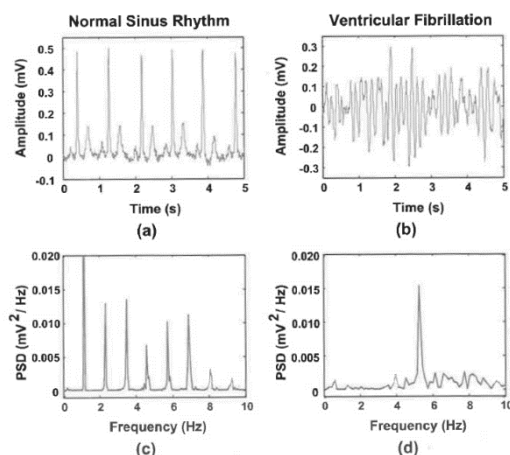 Normal Sinus Rhythm
Ventricular Fibrillation
Amplitude (mV)
0.5
0.4
0.3
0.2
0.1
0
-0.1
0 1 2 3 4 5
Time (s)
(a)
Amplitude (mV)
0.3
0.2
0.1
0
-0.1
-0.2
-0.3
0 1 2 3 4 5
Time (s)
(b)
PSD (mV²/ Hz)
0.020
0.015
0.010
0.005
0
0 2 4 6 8 10
Frequency (Hz)
(c)
PSD (mV²/ Hz)
0.020
0.015
0.010
0.005
0
0 2 4 6 8 10
Frequency (Hz)
(d)